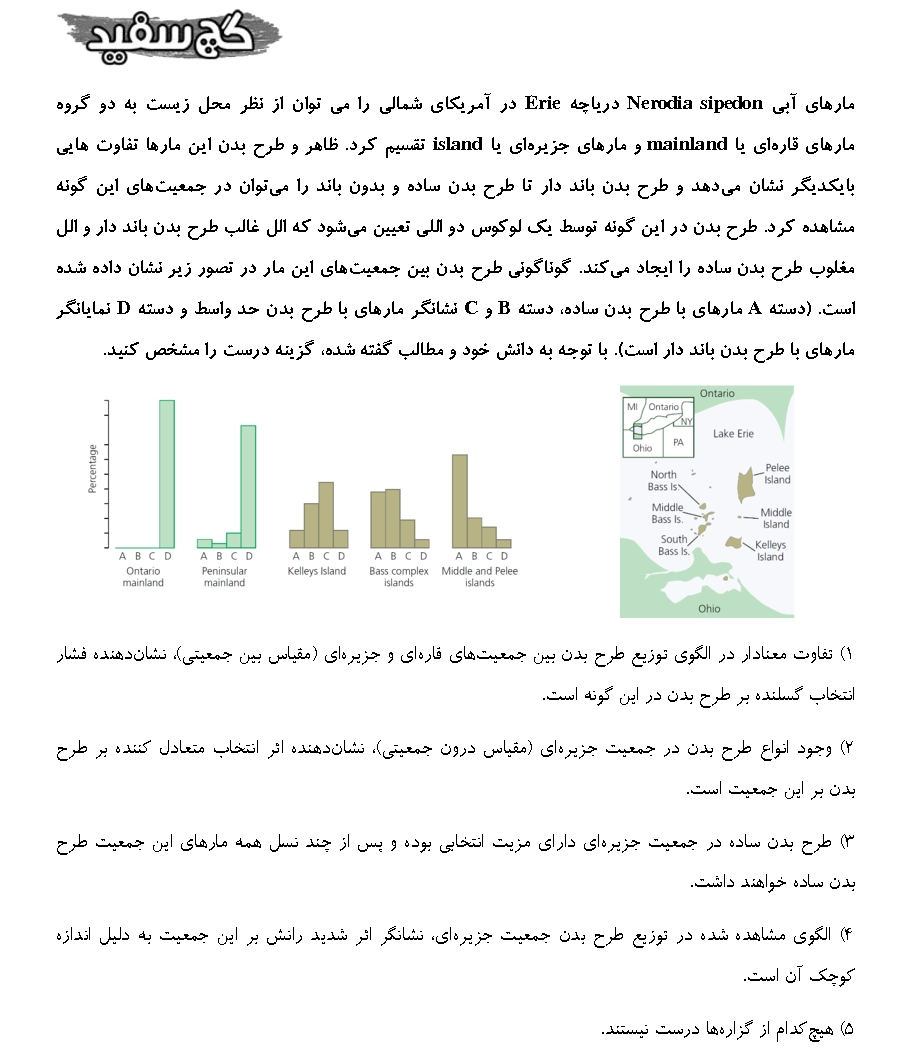 گچ سفید
مارهای آبی Nerodia sipedon دریاچه Erie در آمریکای شمالی را می توان از نظر محل زیست به دو گروه
مارهای قاره‌ای یا mainland و مارهای جزیره‌ای یا island تقسیم کرد. ظاهر و طرح بدن این مارها تفاوت هایی
بایکدیگر نشان می‌دهد و طرح بدن باند دار تا طرح بدن ساده و بدون باند را می‌توان در جمعیت‌های این گونه
مشاهده کرد. طرح بدن در این گونه توسط یک لوکوس دو اللی تعیین می‌شود که الل غالب طرح بدن باند دار و الل
مغلوب طرح بدن ساده را ایجاد می‌کند. گوناگونی طرح بدن بین جمعیت‌های این مار در تصور زیر نشان داده شده
است. (دسته A مارهای با طرح بدن ساده، دسته B و C نشانگر مارهای با طرح بدن حد واسط و دسته D نمایانگر
مارهای با طرح بدن باند دار است). با توجه به دانش خود و مطالب گفته شده، گزینه درست را مشخص کنید.
Percentage
A B C D
Ontario
mainland
A B C D
Peninsular
mainland
A B C D
Kelleys Island
A B C D
Bass complex
islands
A B C D
Middle and Pelee
islands
Ontario
MI
Ontario
NY
PA
Ohio
Lake Erie
North
Bass Is.
Pelee
Island
Middle
Bass Is.
Middle
Island
South
Bass Is.
Kelleys
Island
Ohio
۱) تفاوت معنادار در الگوی توزیع طرح بدن بین جمعیت‌های قاره‌ای و جزیره‌ای (مقیاس بین جمعیتی)، نشان‌دهنده فشار
انتخاب گسلنده بر طرح بدن در این گونه است.
۲) وجود انواع طرح بدن در جمعیت جزیره‌ای (مقیاس درون جمعیتی)، نشان‌دهنده اثر انتخاب متعادل کننده بر طرح
بدن بر این جمعیت است.
۳) طرح بدن ساده در جمعیت جزیره‌ای دارای مزیت انتخابی بوده و پس از چند نسل همه مارهای این جمعیت طرح
بدن ساده خواهند داشت.
۴) الگوی مشاهده شده در توزیع طرح بدن جمعیت جزیره‌ای، نشانگر اثر شدید رانش بر این جمعیت به دلیل اندازه
کوچک آن است.
۵) هیچ‌کدام از گزاره‌ها درست نیستند.